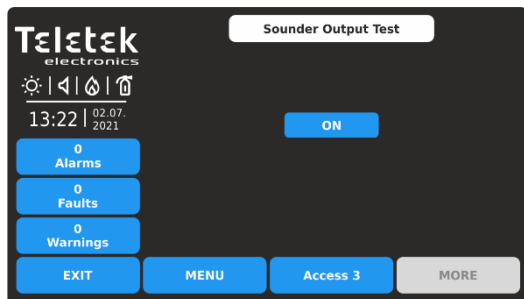 Teletek
electronics
13:22
02.07.
2021
0
Alarms
0
Faults
0
Warnings
Sounder Output Test
ON
EXIT
MENU
Access 3
MORE